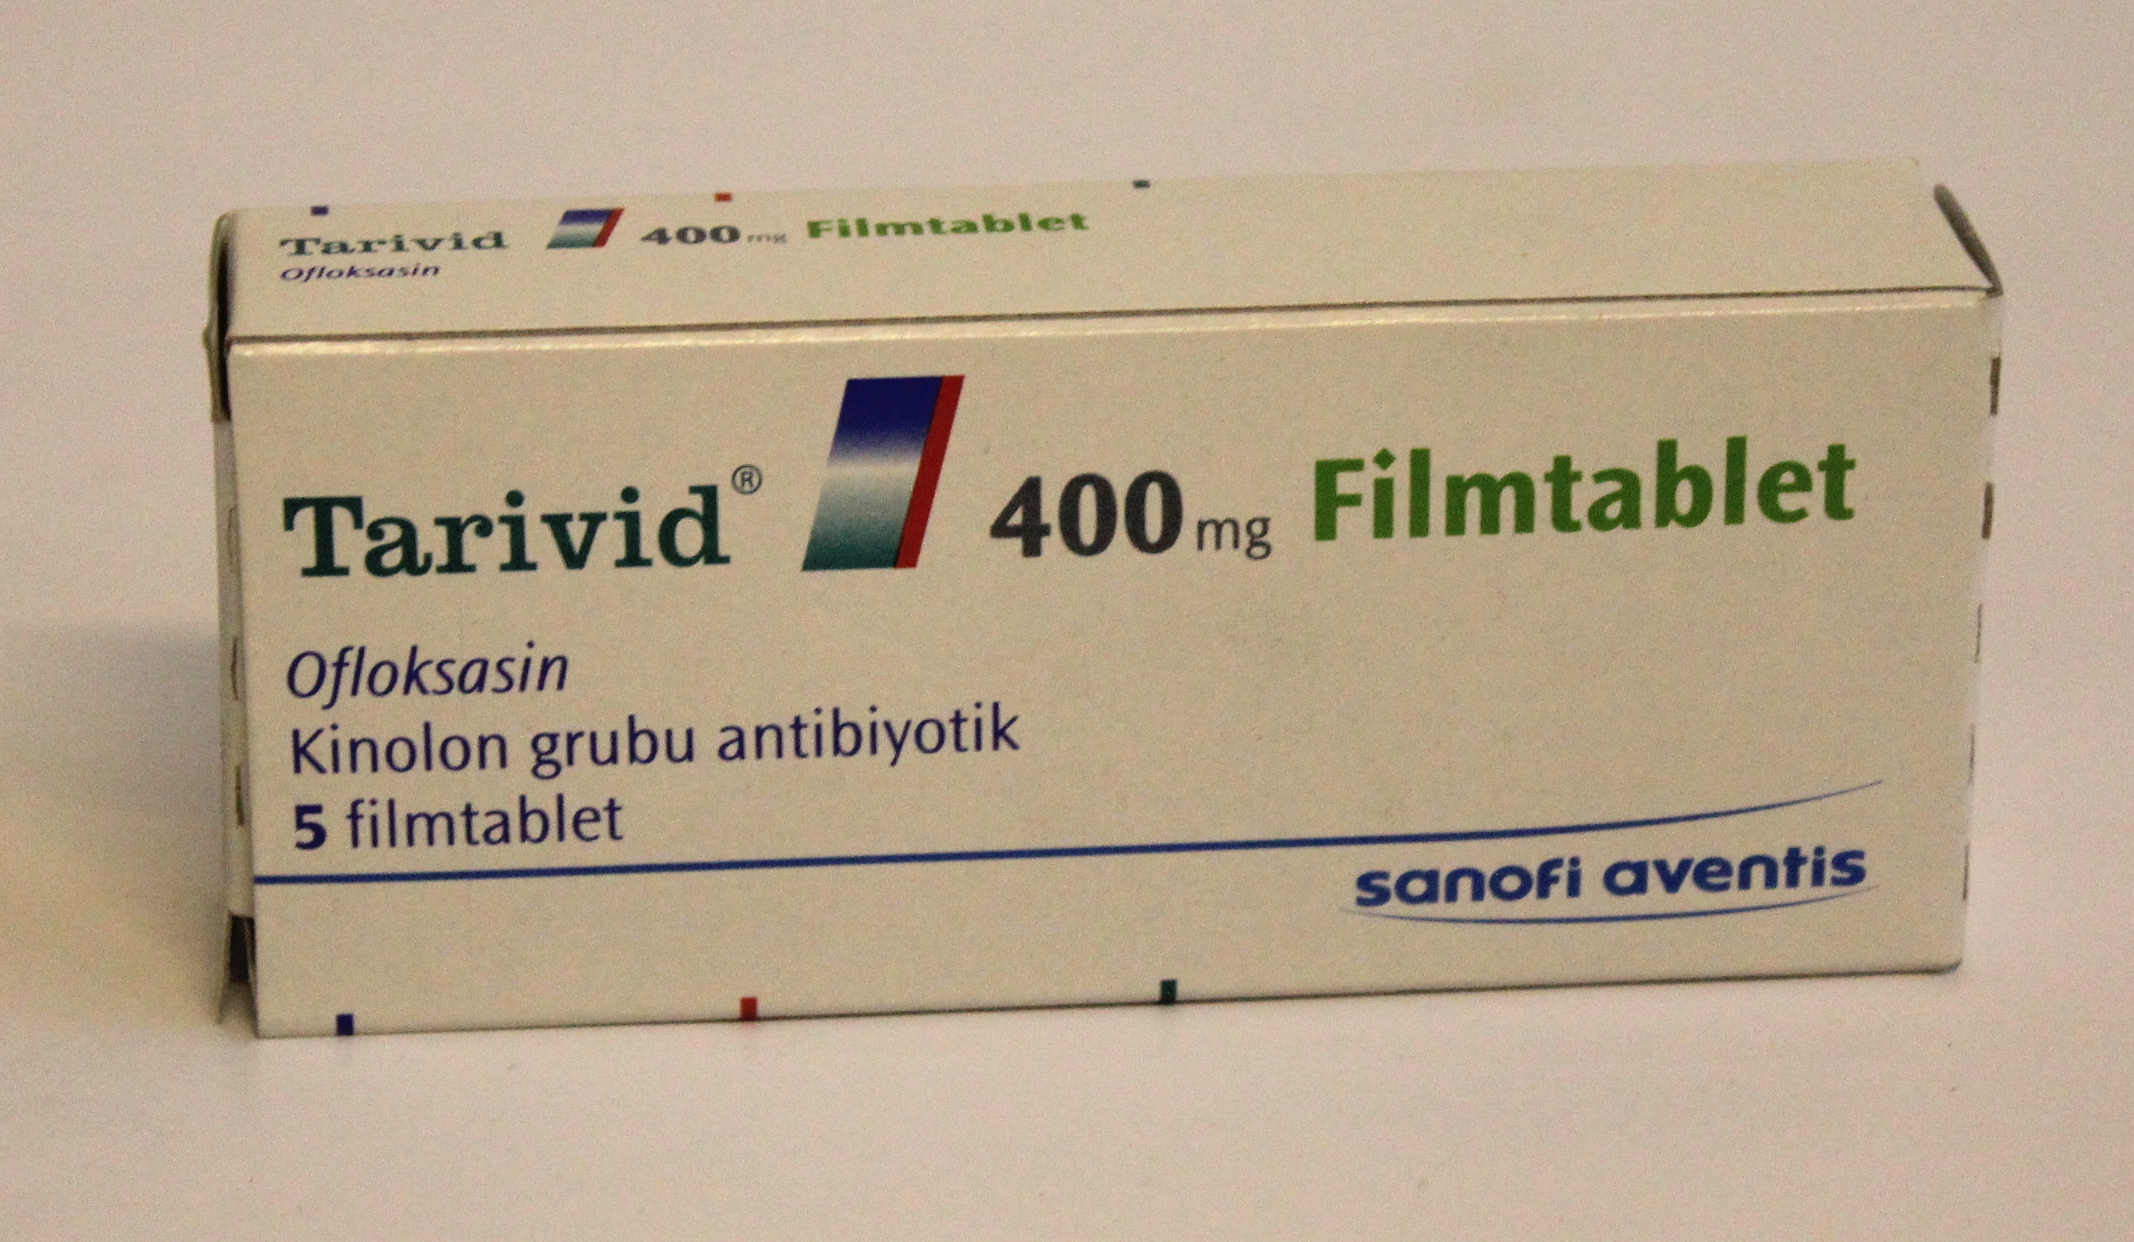 Tarivid 400 mg Filmtablet
Ofloksasin
Tarivid® 400 mg Filmtablet
Ofloksasin
Kinolon grubu antibiyotik
5 filmtablet
sanofi aventis